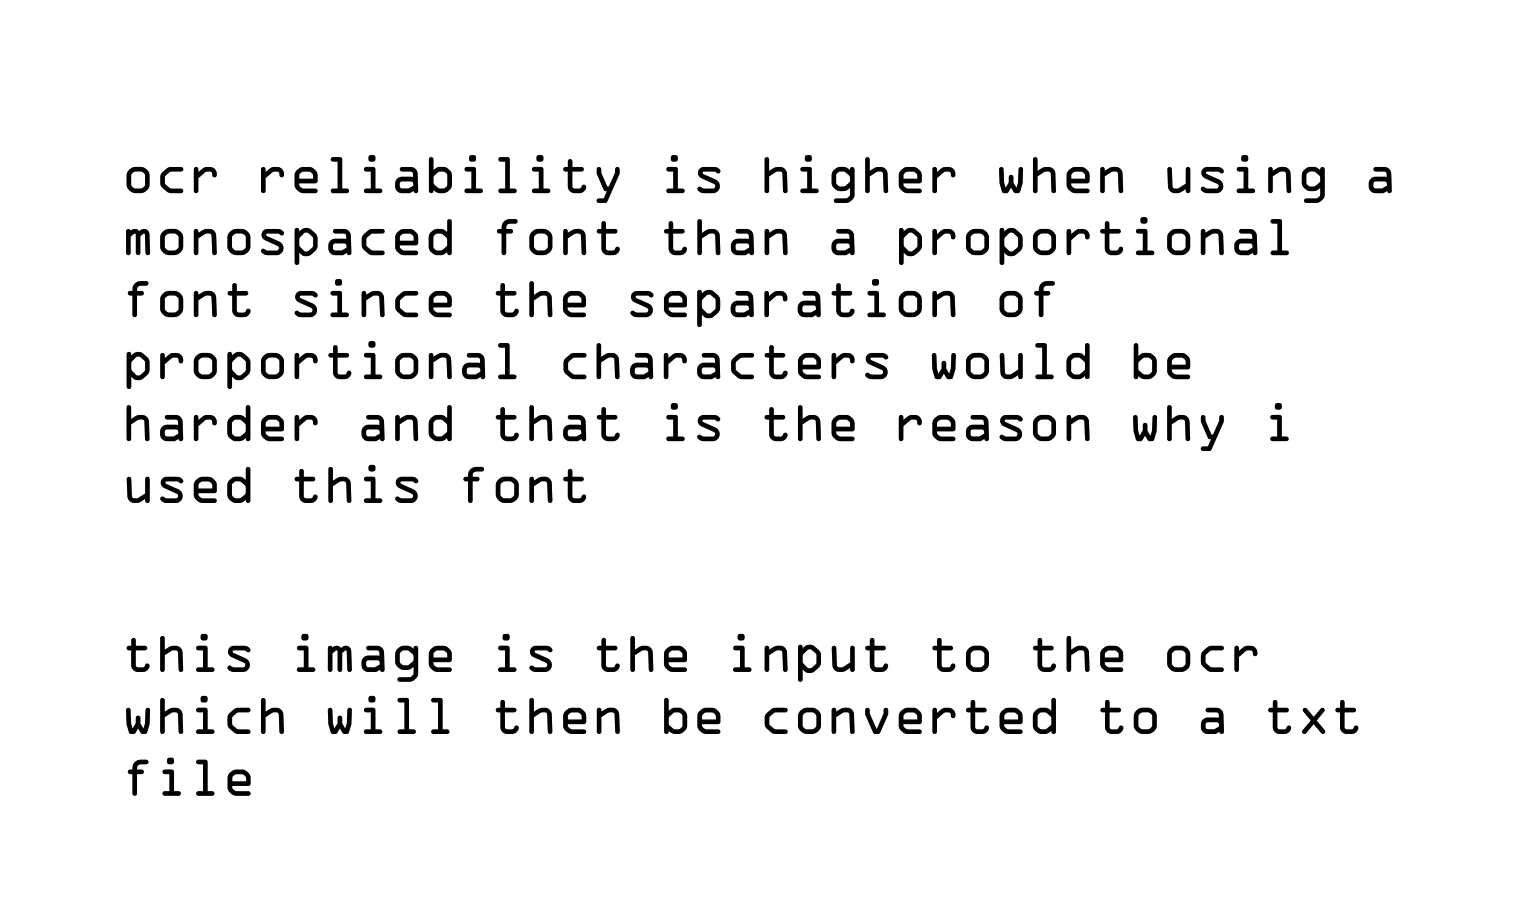 ocr reliability is higher when using a
monospaced font than a proportional
font since the separation of
proportional characters would be
harder and that is the reason why i
used this font
this image is the input to the ocr
which will then be converted to a txt
file